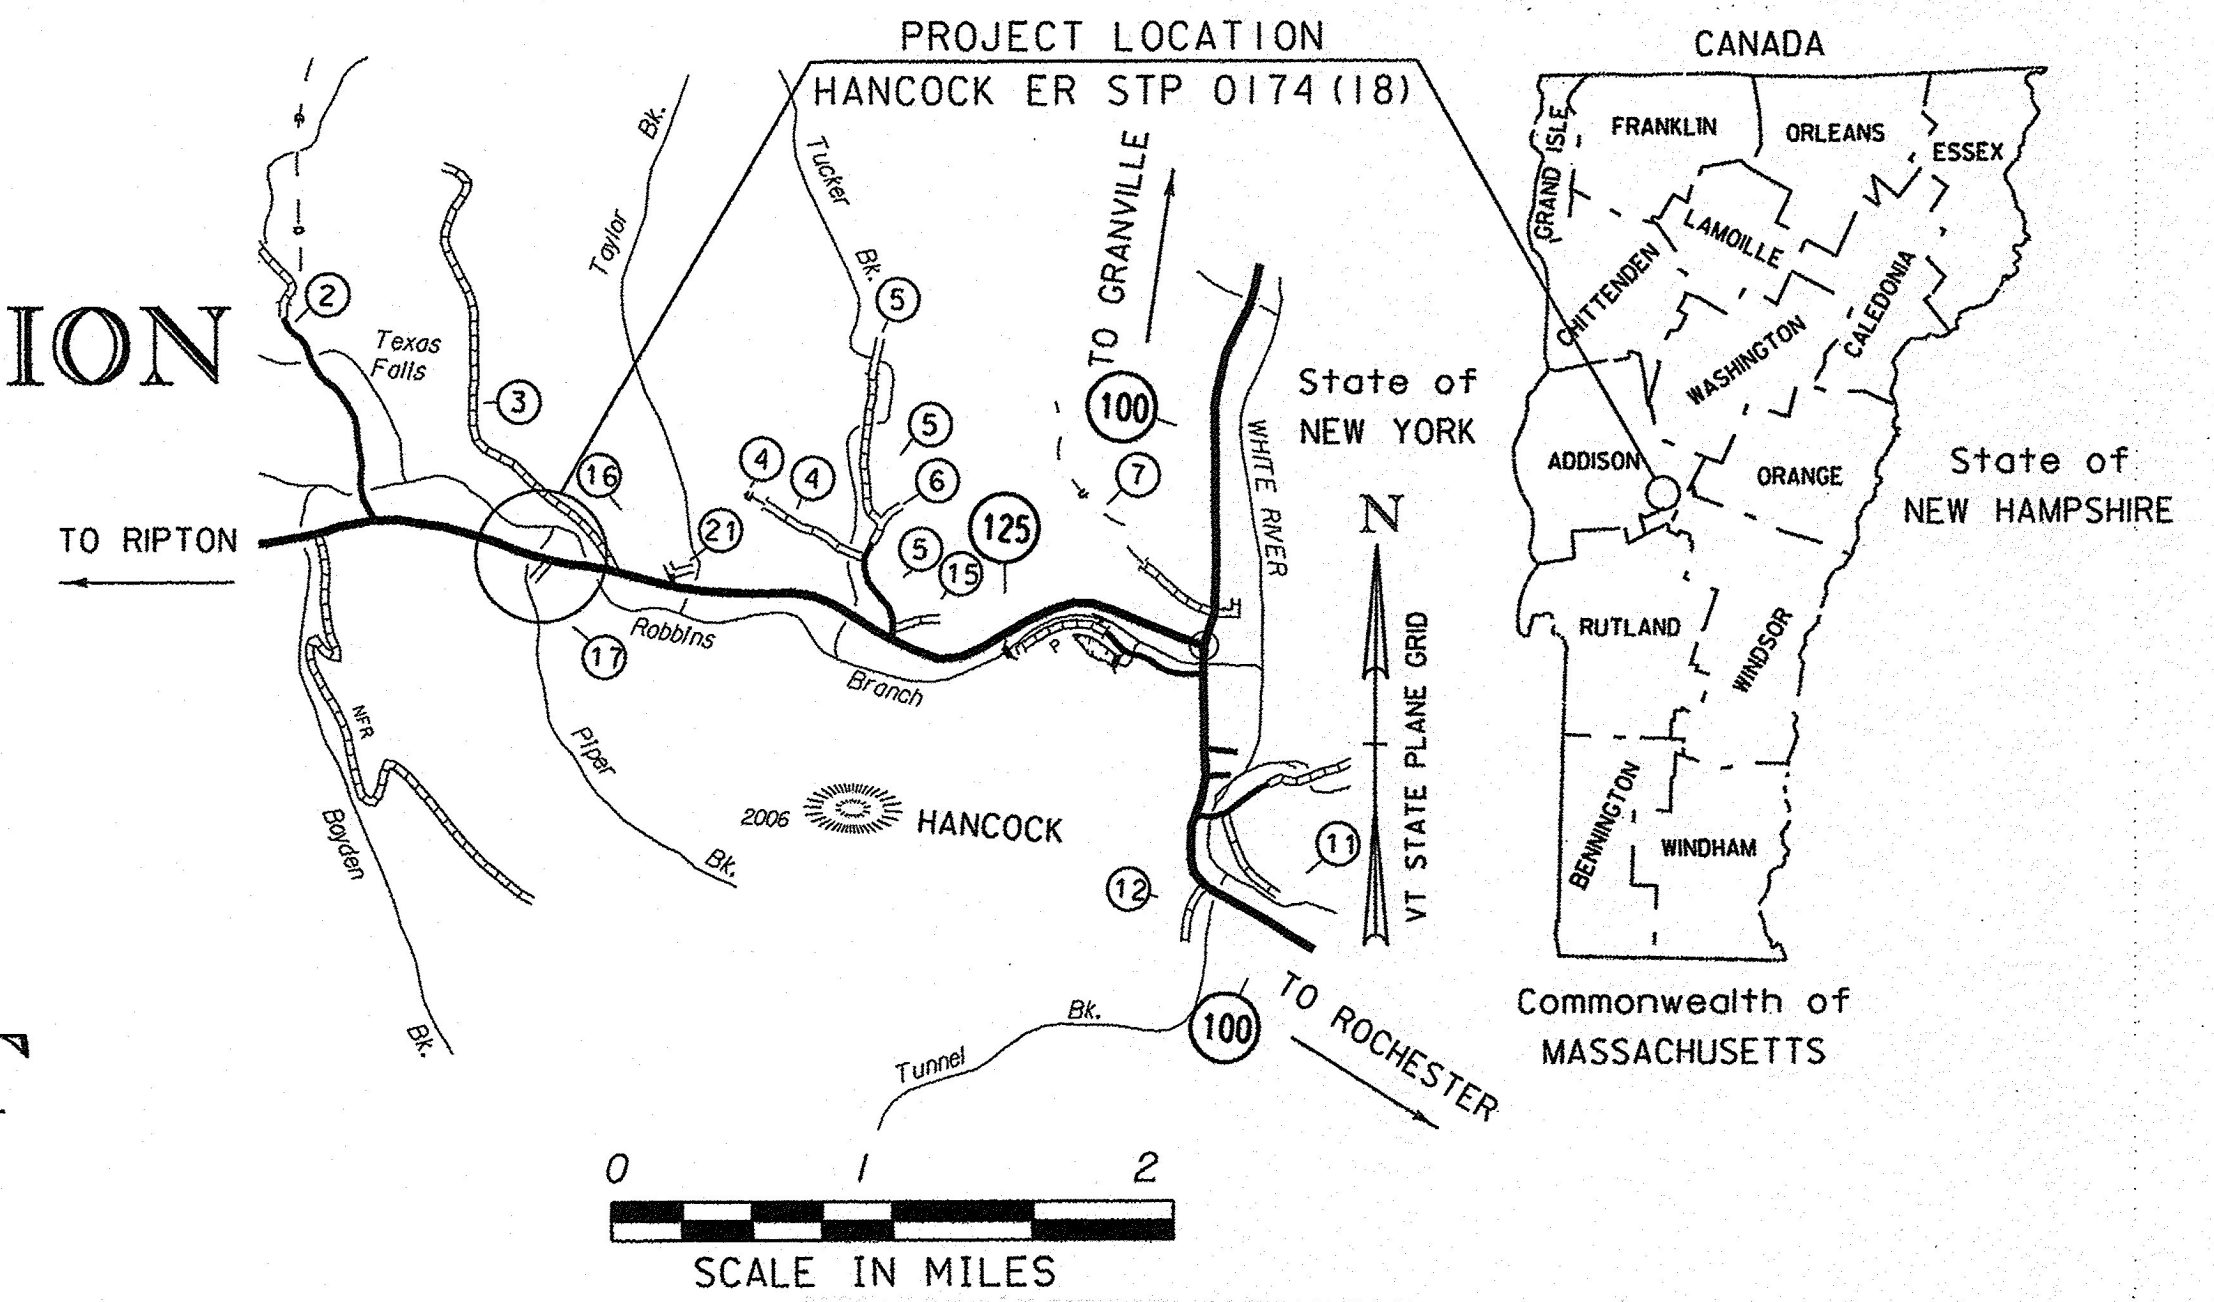 PROJECT LOCATION
HANCOCK ER STP 0174(18)
CANADA
GRAND ISLE
FRANKLIN
ORLEANS
ESSEX
LAMOILLE
CHITTENDEN
WASHINGTON
CALEDONIA
ADDISON
ORANGE
RUTLAND
WINDSOR
BENNINGTON
WINDHAM
State of
NEW YORK
State of
NEW HAMPSHIRE
Commonwealth of
MASSACHUSETTS
ION
2
Texas
Falls
3
Taylor Bk.
Tucker Bk.
5
5
4
4
6
16
21
125
5
15
TO GRANVILLE
100
7
WHITE RIVER
TO RIPTON
17
Robbins
Branch
P
NFR
Piper Bk.
Boyden Bk.
2006
HANCOCK
12
11
N
VT STATE PLANE GRID
Tunnel Bk.
100
TO ROCHESTER
0 1 2
SCALE IN MILES